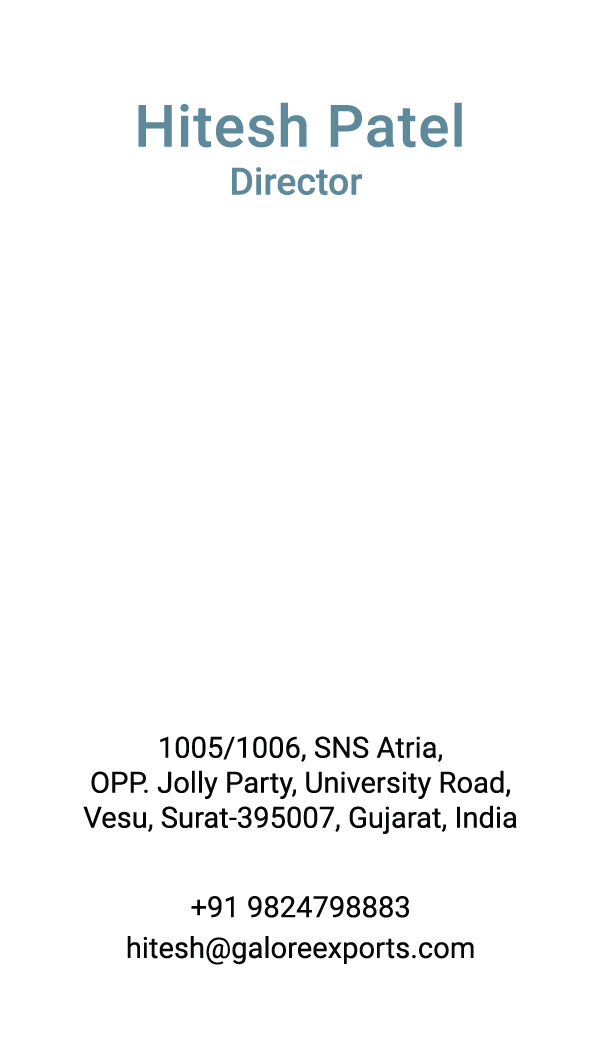 Hitesh Patel
Director
1005/1006, SNS Atria,
OPP. Jolly Party, University Road,
Vesu, Surat-395007, Gujarat, India
+91 9824798883
hitesh@galoreexports.com